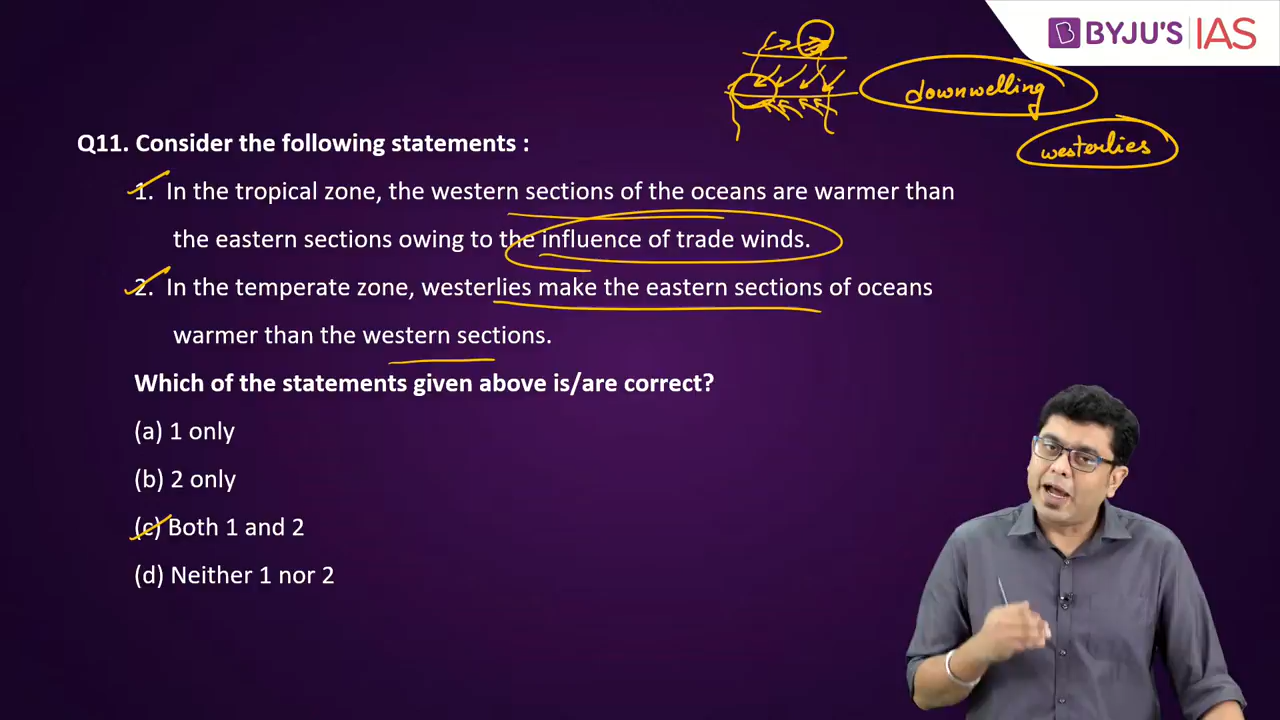 BYJU'S IAS
downwelling
westerlies
Q11. Consider the following statements :
1. In the tropical zone, the western sections of the oceans are warmer than
the eastern sections owing to the influence of trade winds.
2. In the temperate zone, westerlies make the eastern sections of oceans
warmer than the western sections.
Which of the statements given above is/are correct?
(a) 1 only
(b) 2 only
(c) Both 1 and 2
(d) Neither 1 nor 2